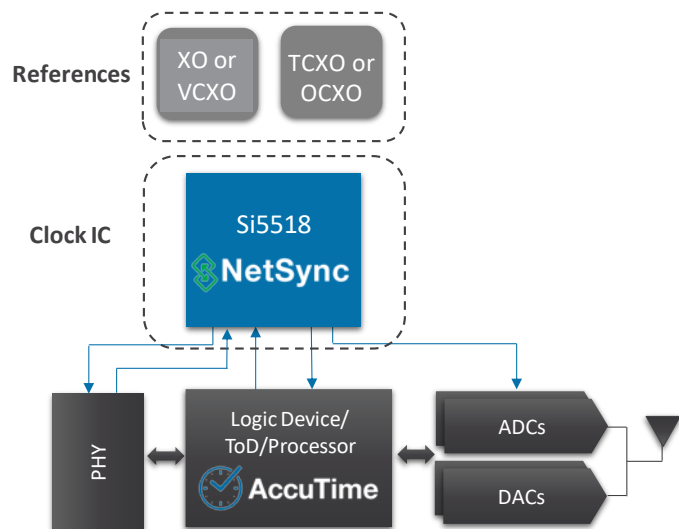 References
XO or
VCXO
TCXO or
OCXO
Clock IC
Si5518
NetSync
PHY
Logic Device/
ToD/Processor
AccuTime
ADCs
DACs